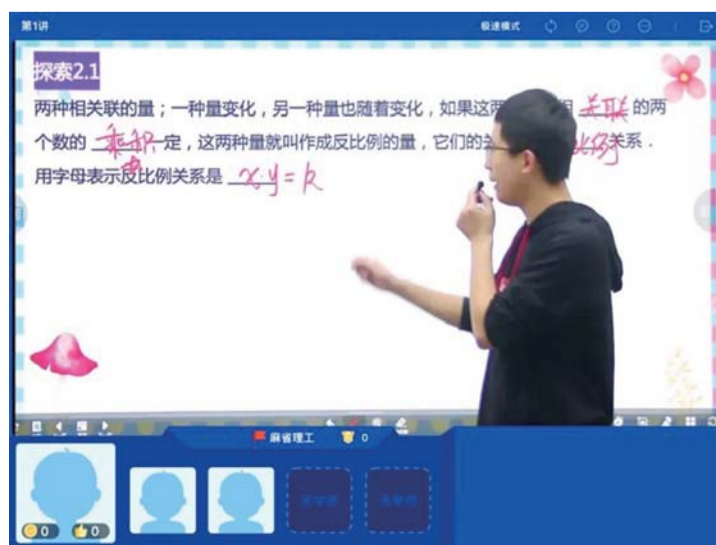 第1讲 极速模式
探索2.1
两种相关联的量；一种量变化，另一种量也随着变化，如果这两 关联 的两
个数的 乘积 一定，这两种量就叫作成反比例的量，它们的关 比例 关系．
用字母表示反比例关系是 x·y=k
麻省理工 0
0 0